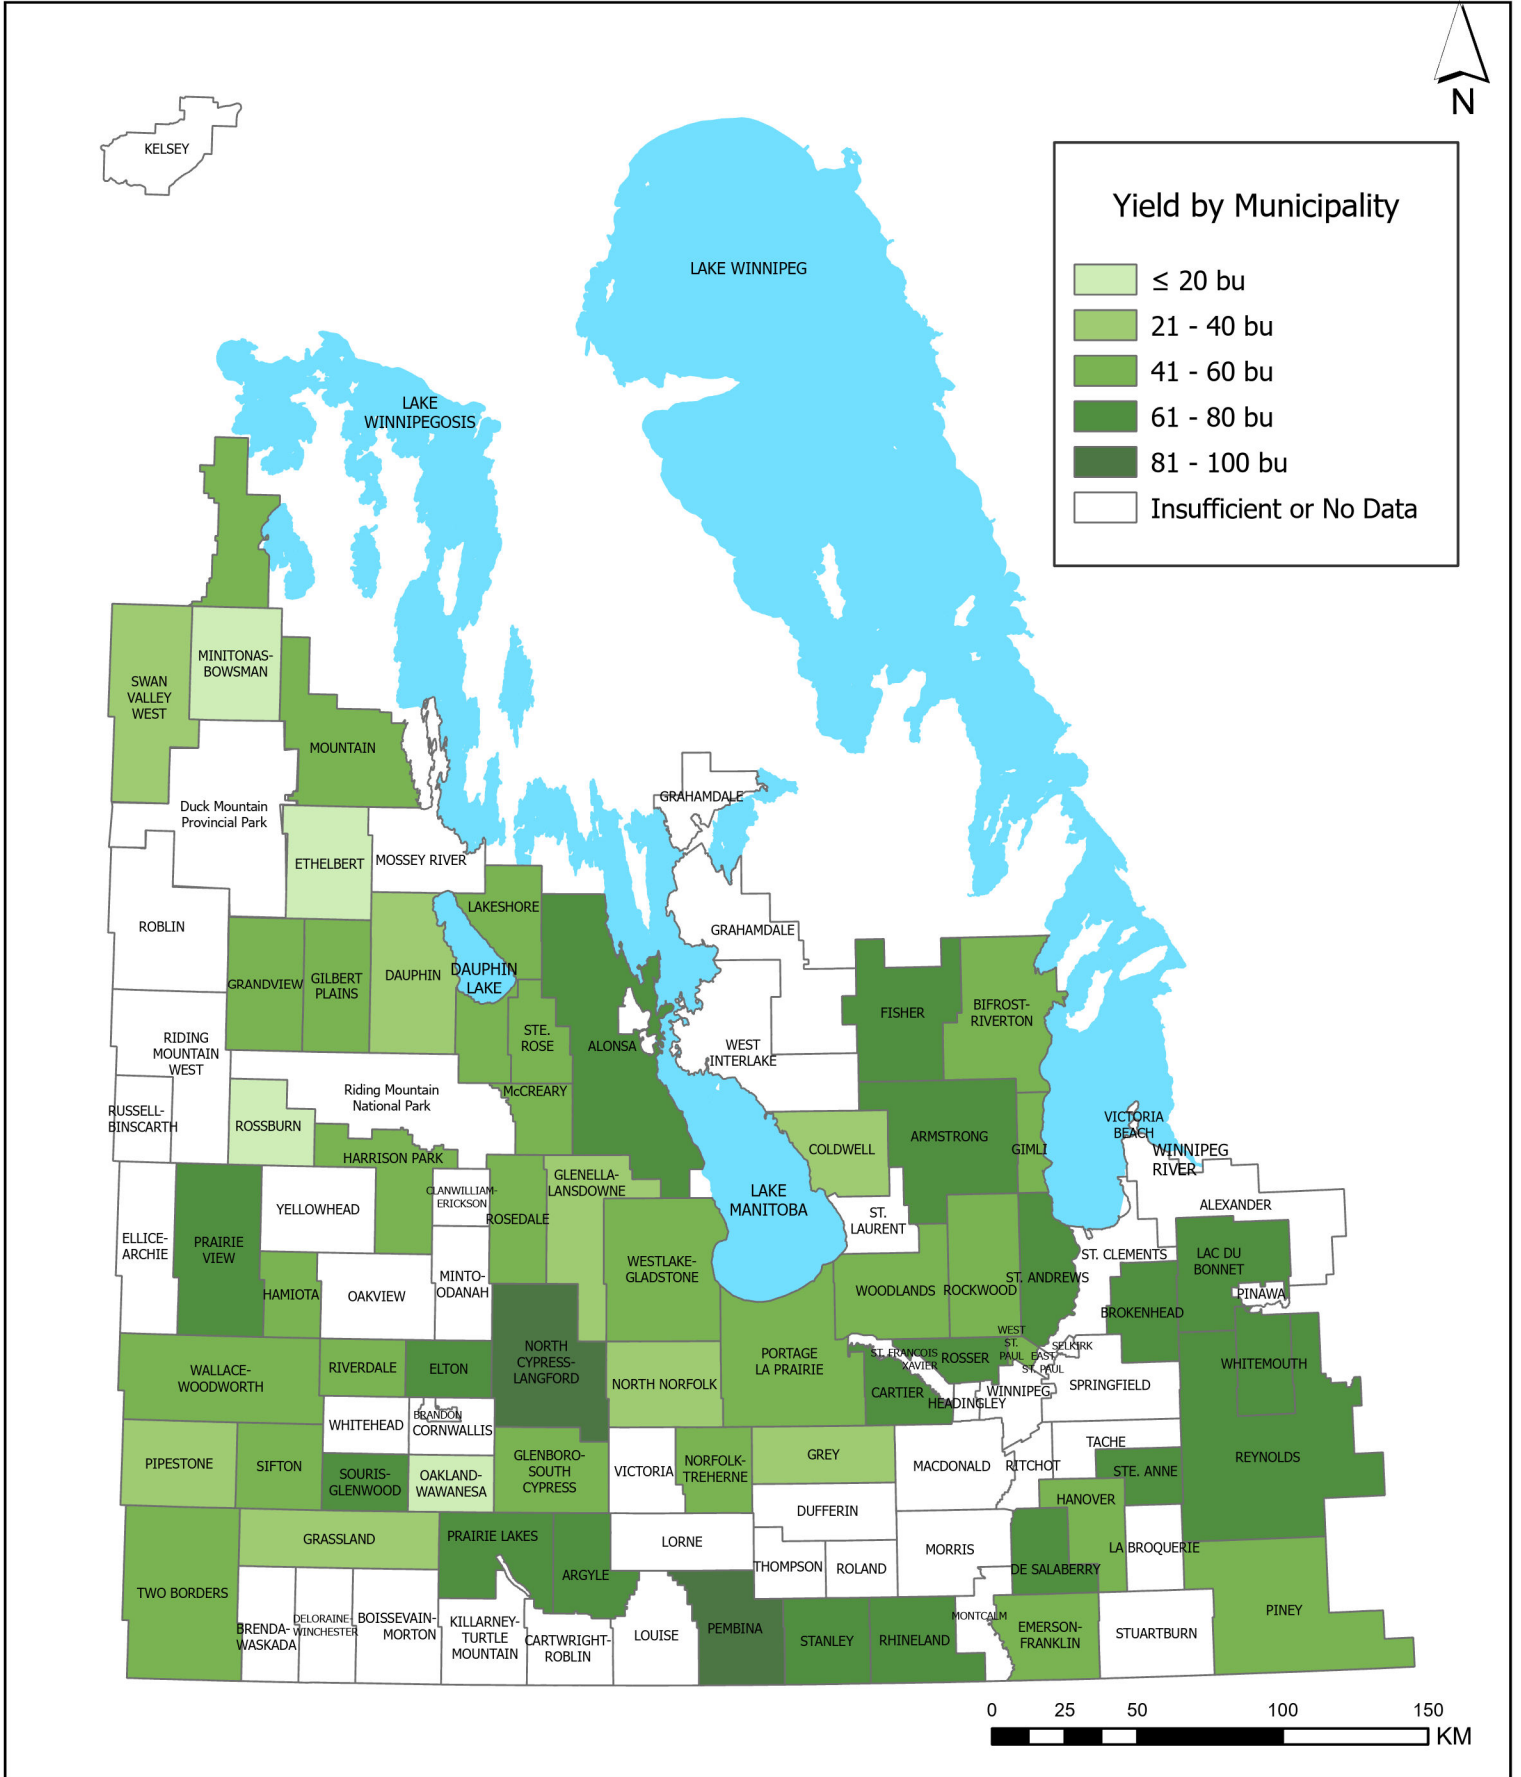 N
KELSEY
Yield by Municipality
≤ 20 bu
21 - 40 bu
41 - 60 bu
61 - 80 bu
81 - 100 bu
Insufficient or No Data
LAKE WINNIPEG
LAKE
WINNIPEGOSIS
MINITONAS-
BOWSMAN
SWAN
VALLEY
WEST
MOUNTAIN
Duck Mountain
Provincial Park
GRAHAMDALE
ETHELBERT
MOSSEY RIVER
ROBLIN
LAKESHORE
GRAHAMDALE
GRANDVIEW
GILBERT
PLAINS
DAUPHIN
DAUPHIN
LAKE
FISHER
BIFROST-
RIVERTON
RIDING
MOUNTAIN
WEST
STE.
ROSE
ALONSA
WEST
INTERLAKE
Riding Mountain
National Park
McCREARY
RUSSELL-
BINSCARTH
ROSSBURN
HARRISON PARK
COLDWELL
ARMSTRONG
GIMLI
VICTORIA
BEACH
WINNIPEG
RIVER
GLENELLA-
LANSDOWNE
CLANWILLIAM-
ERICKSON
YELLOWHEAD
ROSEDALE
LAKE
MANITOBA
ST.
LAURENT
ALEXANDER
ELLICE-
ARCHIE
PRAIRIE
VIEW
ST. CLEMENTS
LAC DU
BONNET
WESTLAKE-
GLADSTONE
MINTO-
ODANAH
HAMIOTA
OAKVIEW
WOODLANDS
ROCKWOOD
ST. ANDREWS
PINAWA
BROKENHEAD
NORTH
CYPRESS-
LANGFORD
WEST
ST.
PAUL
EAST
ST. PAUL
SELKIRK
ST. FRANCOIS
XAVIER
ROSSER
PORTAGE
LA PRAIRIE
WALLACE-
WOODWORTH
RIVERDALE
ELTON
WHITEMOUTH
NORTH NORFOLK
CARTIER
HEADINGLEY
WINNIPEG
SPRINGFIELD
WHITEHEAD
BRANDON
CORNWALLIS
TACHE
PIPESTONE
SIFTON
SOURIS-
GLENWOOD
OAKLAND-
WAWANESA
GLENBORO-
SOUTH
CYPRESS
VICTORIA
NORFOLK-
TREHERNE
GREY
MACDONALD
RITCHOT
STE. ANNE
REYNOLDS
HANOVER
DUFFERIN
GRASSLAND
PRAIRIE LAKES
LORNE
MORRIS
LA BROQUERIE
THOMPSON
ROLAND
DE SALABERRY
ARGYLE
TWO BORDERS
BRENDA-
WASKADA
DELORAINE-
WINCHESTER
BOISSEVAIN-
MORTON
KILLARNEY-
TURTLE
MOUNTAIN
CARTWRIGHT-
ROBLIN
LOUISE
PEMBINA
STANLEY
RHINELAND
MONTCALM
EMERSON-
FRANKLIN
STUARTBURN
PINEY
0 25 50 100 150
KM